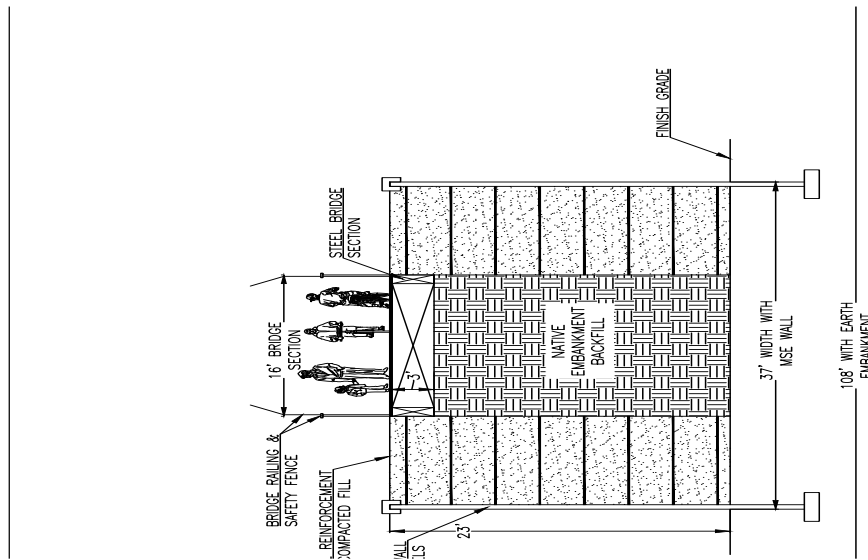 BRIDGE RAILING &
SAFETY FENCE
16' BRIDGE
SECTION
STEEL BRIDGE
SECTION
FINISH GRADE
REINFORCEMENT
COMPACTED FILL
3'
NATIVE
EMBANKMENT
BACKFILL
23'
37' WIDTH WITH
MSE WALL
108' WITH EARTH
EMBANKMENT